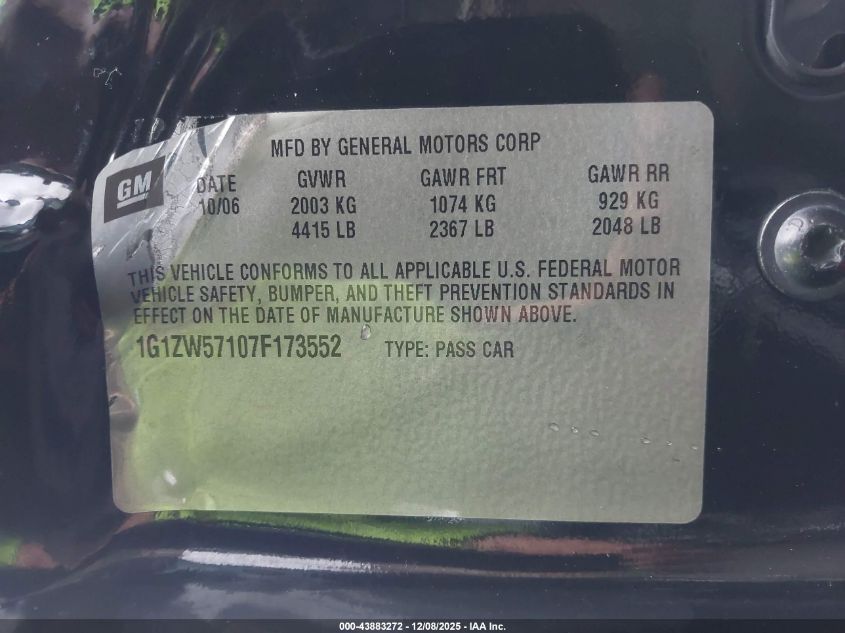 MFD BY GENERAL MOTORS CORP
GM
DATE GVWR GAWR FRT GAWR RR
10/06 2003 KG 1074 KG 929 KG
4415 LB 2367 LB 2048 LB
THIS VEHICLE CONFORMS TO ALL APPLICABLE U.S. FEDERAL MOTOR
VEHICLE SAFETY, BUMPER, AND THEFT PREVENTION STANDARDS IN
EFFECT ON THE DATE OF MANUFACTURE SHOWN ABOVE.
1G1ZW57107F173552 TYPE: PASS CAR
000-43883272 - 12/08/2025 - IAA Inc.